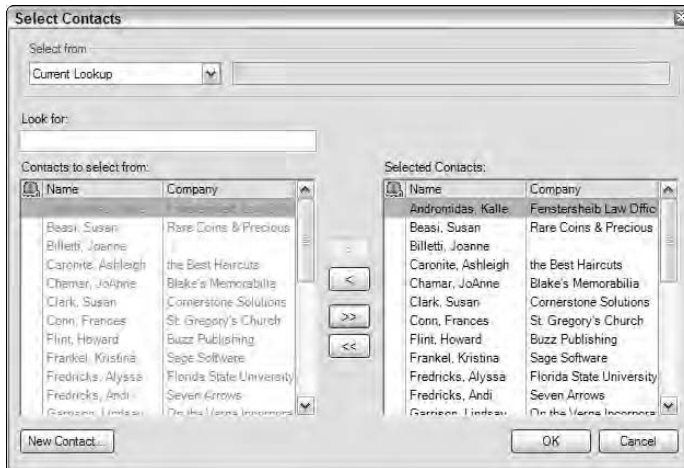 Select Contacts
Select from
Current Lookup
Look for:
Contacts to select from:
Name Company
Beasi, Susan Rare Coins & Precious
Billetti, Joanne
Caronite, Ashleigh the Best Haircuts
Chamar, JoAnne Blake's Memorabilia
Clark, Susan Cornerstone Solutions
Conn, Frances St. Gregory's Church
Flint, Howard Buzz Publishing
Frankel, Kristina Sage Software
Fredricks, Alyssa Florida State University
Fredricks, Andi Seven Arrows
Garrison, Lindsay On the Verge Incorpora
>
<
>>
<<
Selected Contacts:
Name Company
Andromidas, Kalle Fenstersheib Law Offic
Beasi, Susan Rare Coins & Precious
Billetti, Joanne
Caronite, Ashleigh the Best Haircuts
Chamar, JoAnne Blake's Memorabilia
Clark, Susan Cornerstone Solutions
Conn, Frances St. Gregory's Church
Flint, Howard Buzz Publishing
Frankel, Kristina Sage Software
Fredricks, Alyssa Florida State University
Fredricks, Andi Seven Arrows
Garrison, Lindsay On the Verge Incorpora
New Contact...
OK
Cancel